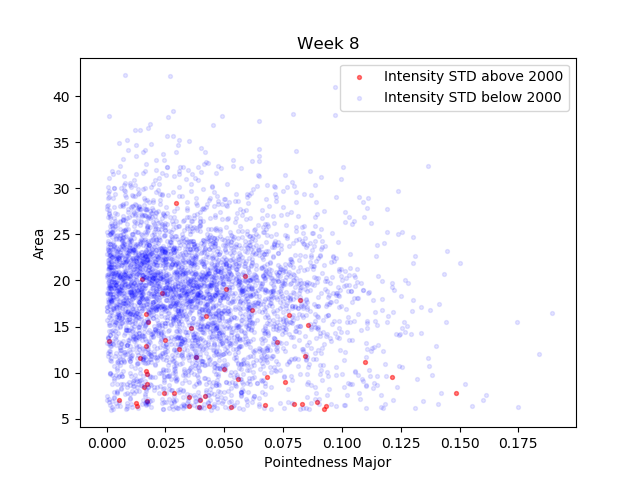 Week 8
Intensity STD above 2000
Intensity STD below 2000
40
35
30
25
20
15
10
5
Area
0.000 0.025 0.050 0.075 0.100 0.125 0.150 0.175
Pointedness Major